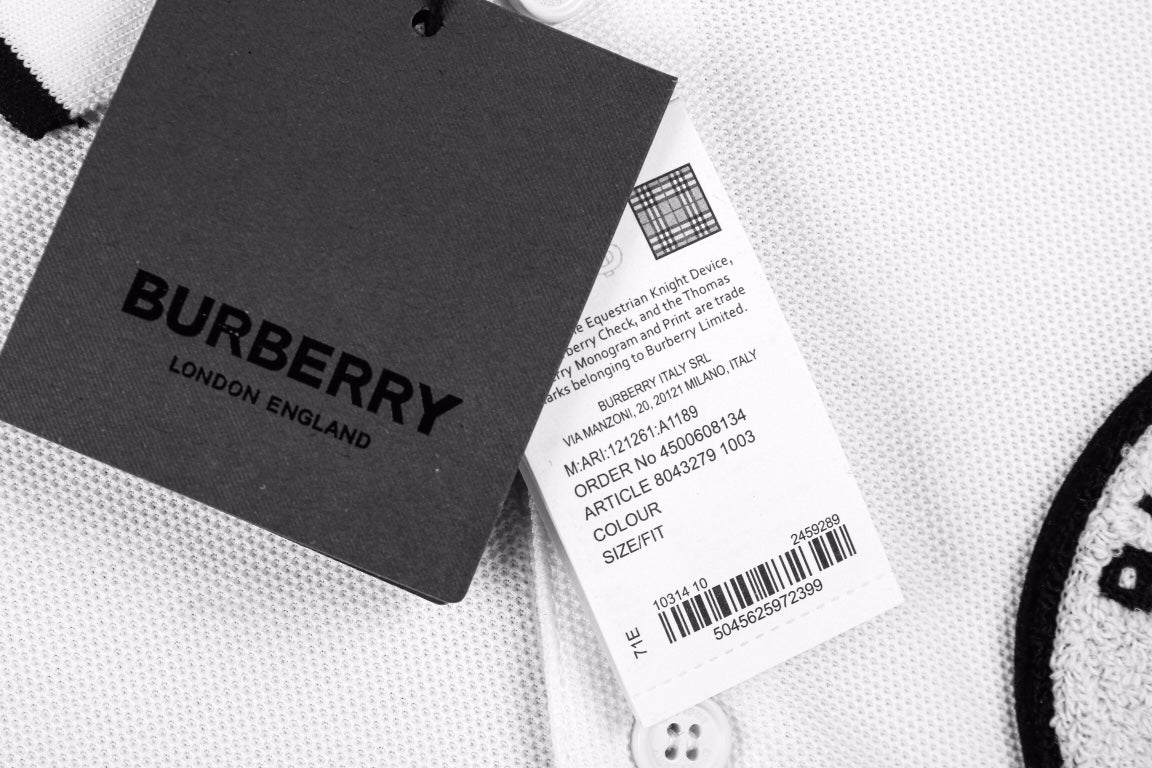 BURBERRY
LONDON ENGLAND
Equestrian Knight Device,
Check, and the Thomas
Monogram and Print are trade
belonging to Burberry Limited.
BURBERRY ITALY SRL
VIA MANZONI, 20, 20121 MILANO, ITALY
M:ARI:121261:A1189
ORDER No 4500608134
ARTICLE 8043279 1003
COLOUR
SIZE/FIT
10314 10
2459289
5045625972399
71E